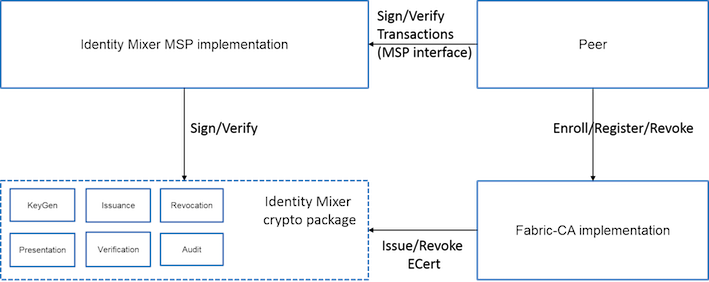 Identity Mixer MSP implementation
Sign/Verify
Transactions
(MSP interface)
Peer
Sign/Verify
Enroll/Register/Revoke
KeyGen
Issuance
Revocation
Presentation
Verification
Audit
Identity Mixer
crypto package
Issue/Revoke
ECert
Fabric-CA implementation